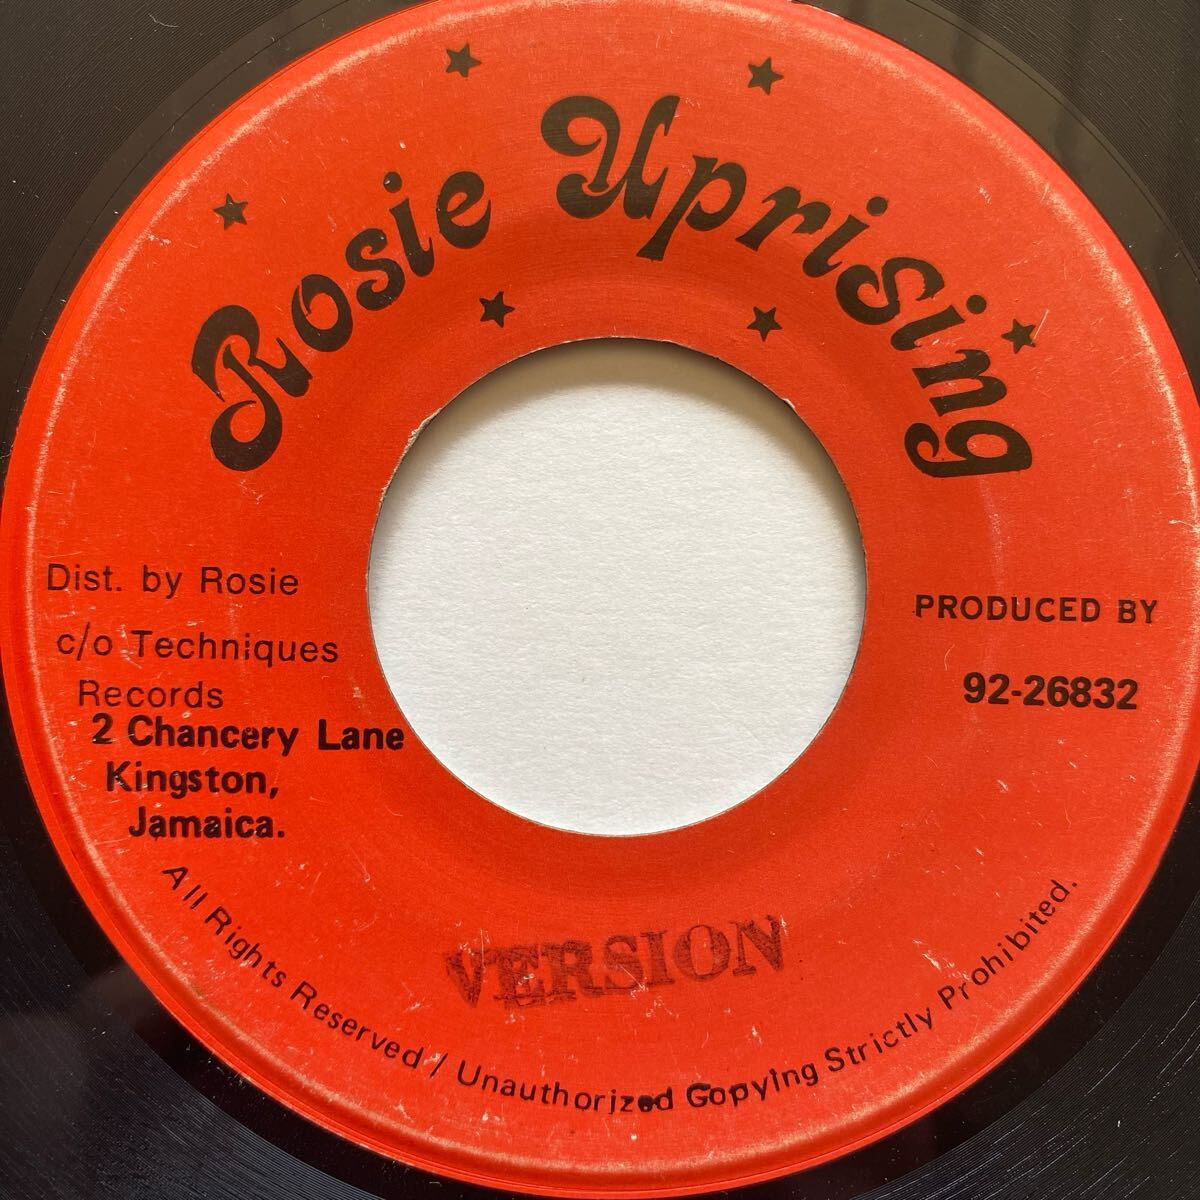 Rosie Uprising
Dist. by Rosie
c/o Techniques
Records
2 Chancery Lane
Kingston,
Jamaica.
PRODUCED BY
92-26832
VERSION
All Rights Reserved / Unauthorized Copying Strictly Prohibited.